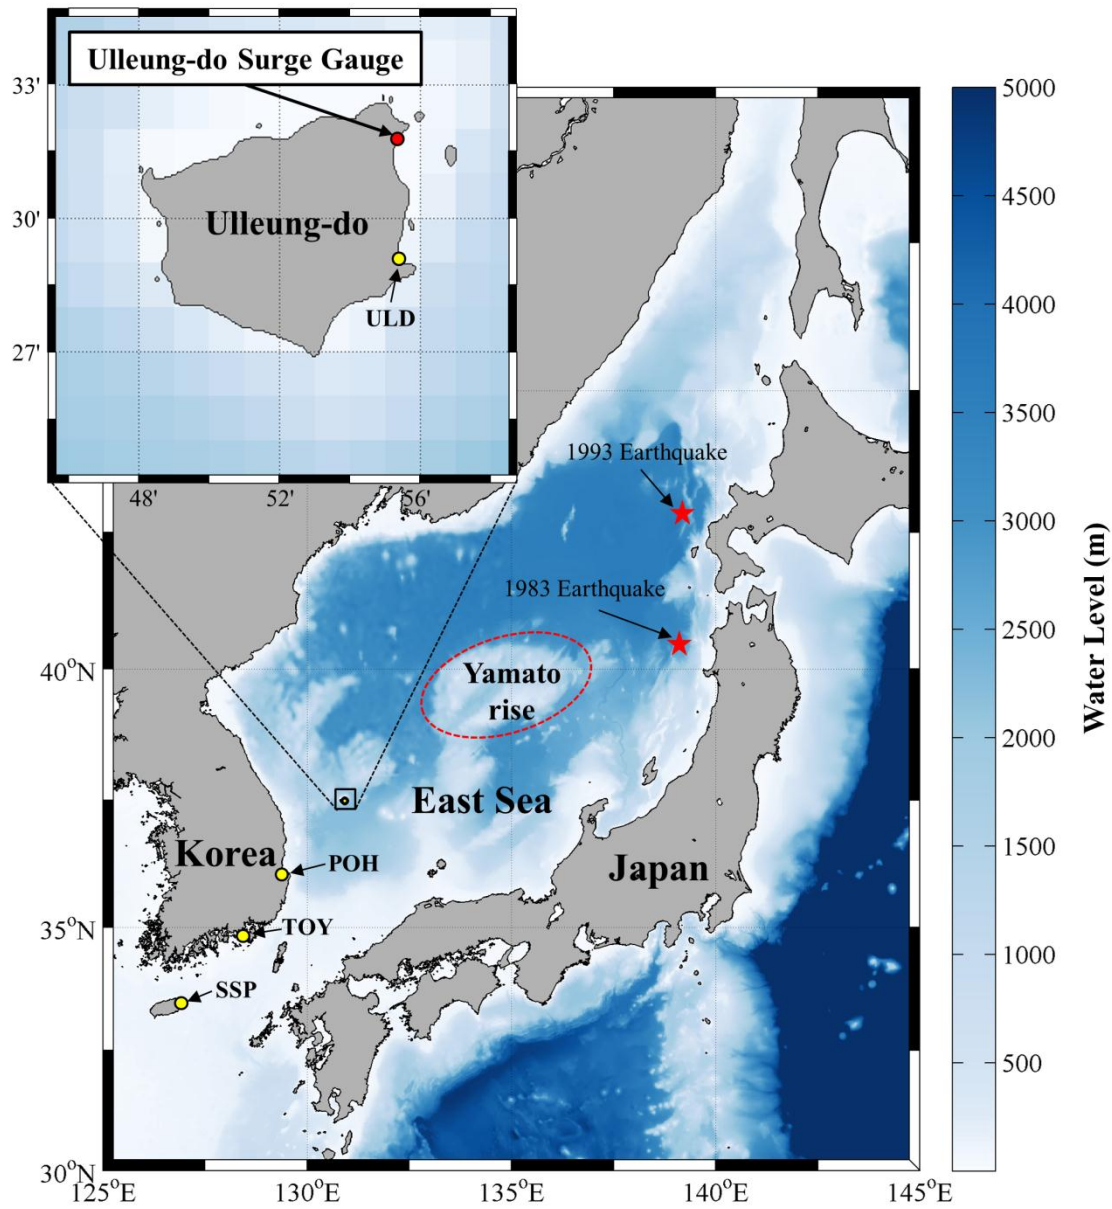 Ulleung-do Surge Gauge
33'
30'
27'
Ulleung-do
ULD
48'
52'
56'
1993 Earthquake
1983 Earthquake
Yamato
rise
East Sea
Korea
Japan
POH
TOY
SSP
40°N
35°N
30°N
125°E
130°E
135°E
140°E
145°E
5000
4500
4000
3500
3000
2500
2000
1500
1000
500
Water Level (m)